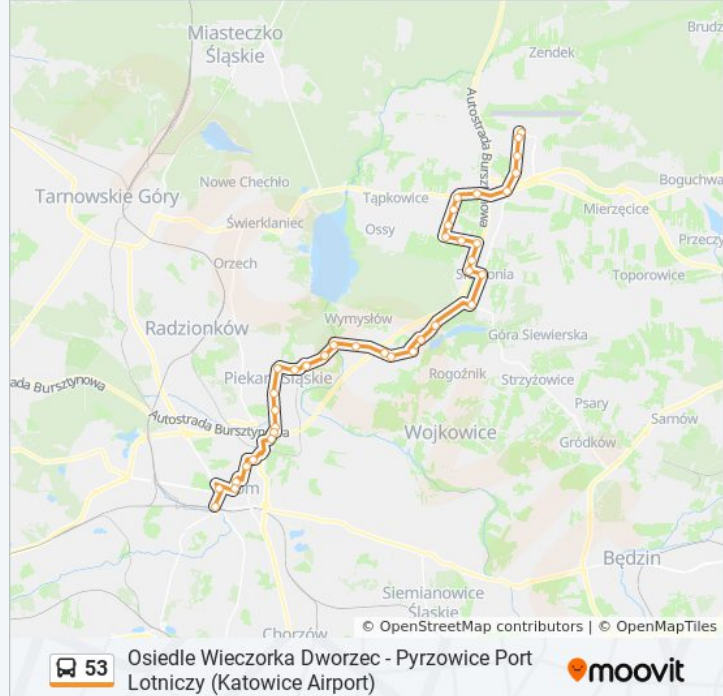 Miasteczko
Śląskie
Zendek
Brudz
Autostrada Bursztynowa
Nowe Chechło
Tarnowskie Góry
Tąpkowice
Boguchwa
Świerklaniec
Mierzęcice
Ossy
Przeczy
Orzech
Toporowice
Wymysłów
Radzionków
Góra Siewierska
Rogoźnik
Piekary Śląskie
Strzyżowice
ada Bursztynowa
Psary
Autostrada Bursztynowa
Sarnów
Wojkowice
Gródków
om
Będzin
Siemianowice
Śląskie
Chorzów
© OpenStreetMap contributors | © OpenMapTiles
53
Osiedle Wieczorka Dworzec - Pyrzowice Port
Lotniczy (Katowice Airport)
moovit